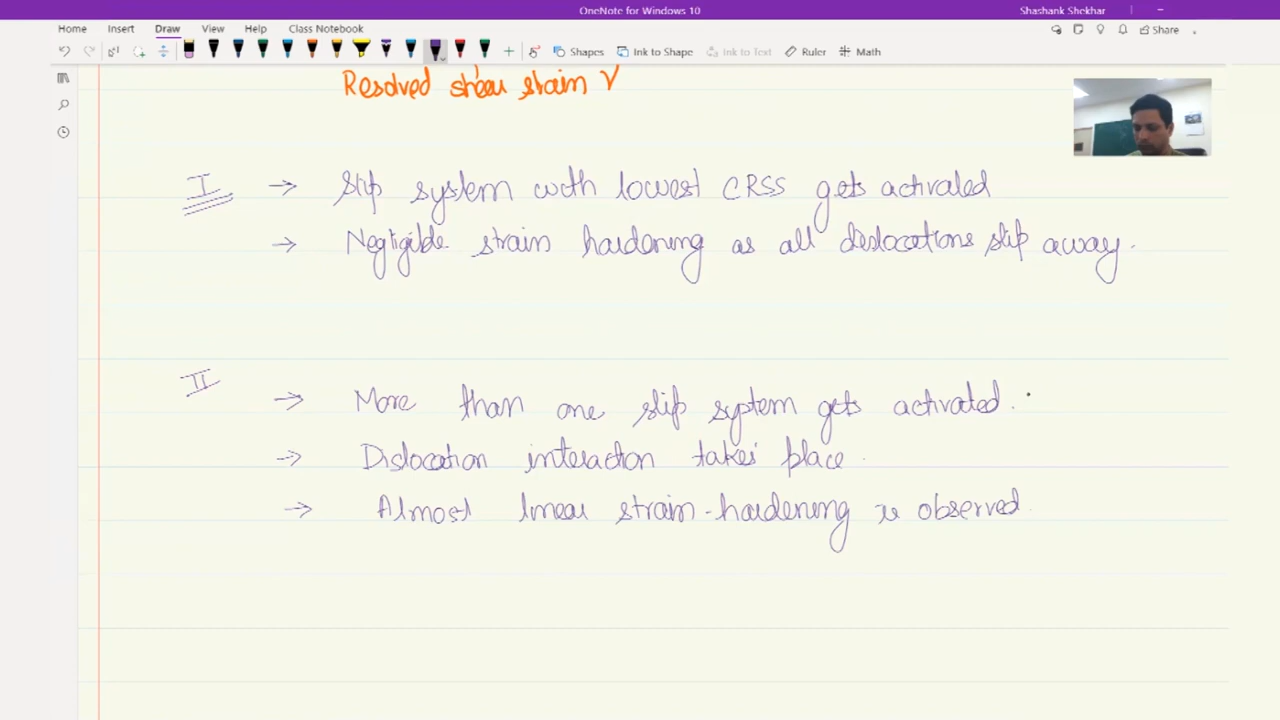 OneNote for Windows 10
Shashank Shekhar
Home Insert Draw View Help Class Notebook
Share
Shapes Ink to Shape Ink to Text Ruler Math
Resolved shear strain γ
I → Slip system with lowest CRSS gets activated
→ Negligible strain hardening as all dislocations slip away.
II → More than one slip system gets activated.
→ Dislocation interaction takes place.
→ Almost linear strain-hardening is observed